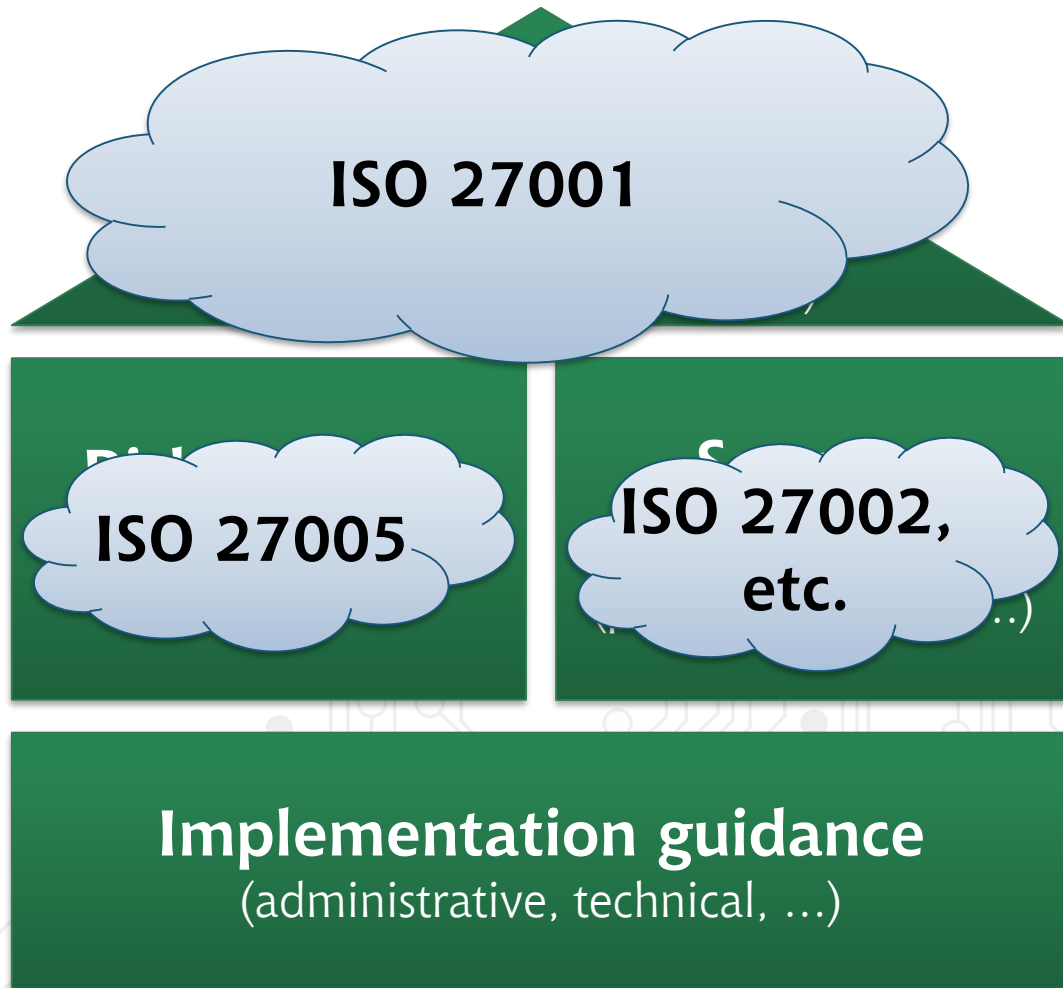 ISO 27001
)
ISO 27005
ISO 27002,
etc.
…)
Implementation guidance
(administrative, technical, …)